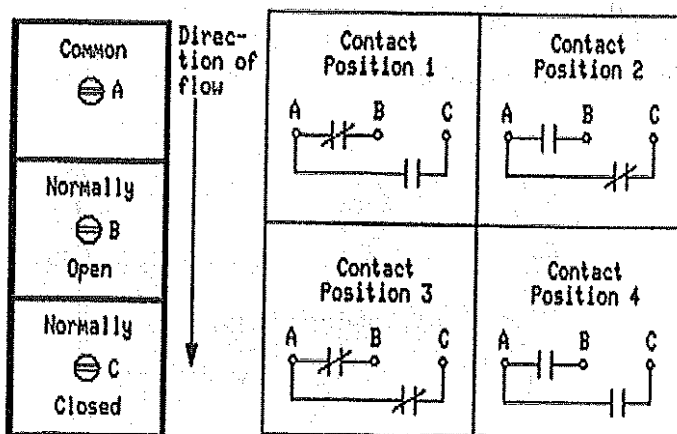 Common
A
Normally
B
Open
Normally
C
Closed
Direc-
tion of
flow
Contact
Position 1
A B C
Contact
Position 2
A B C
Contact
Position 3
A B C
Contact
Position 4
A B C